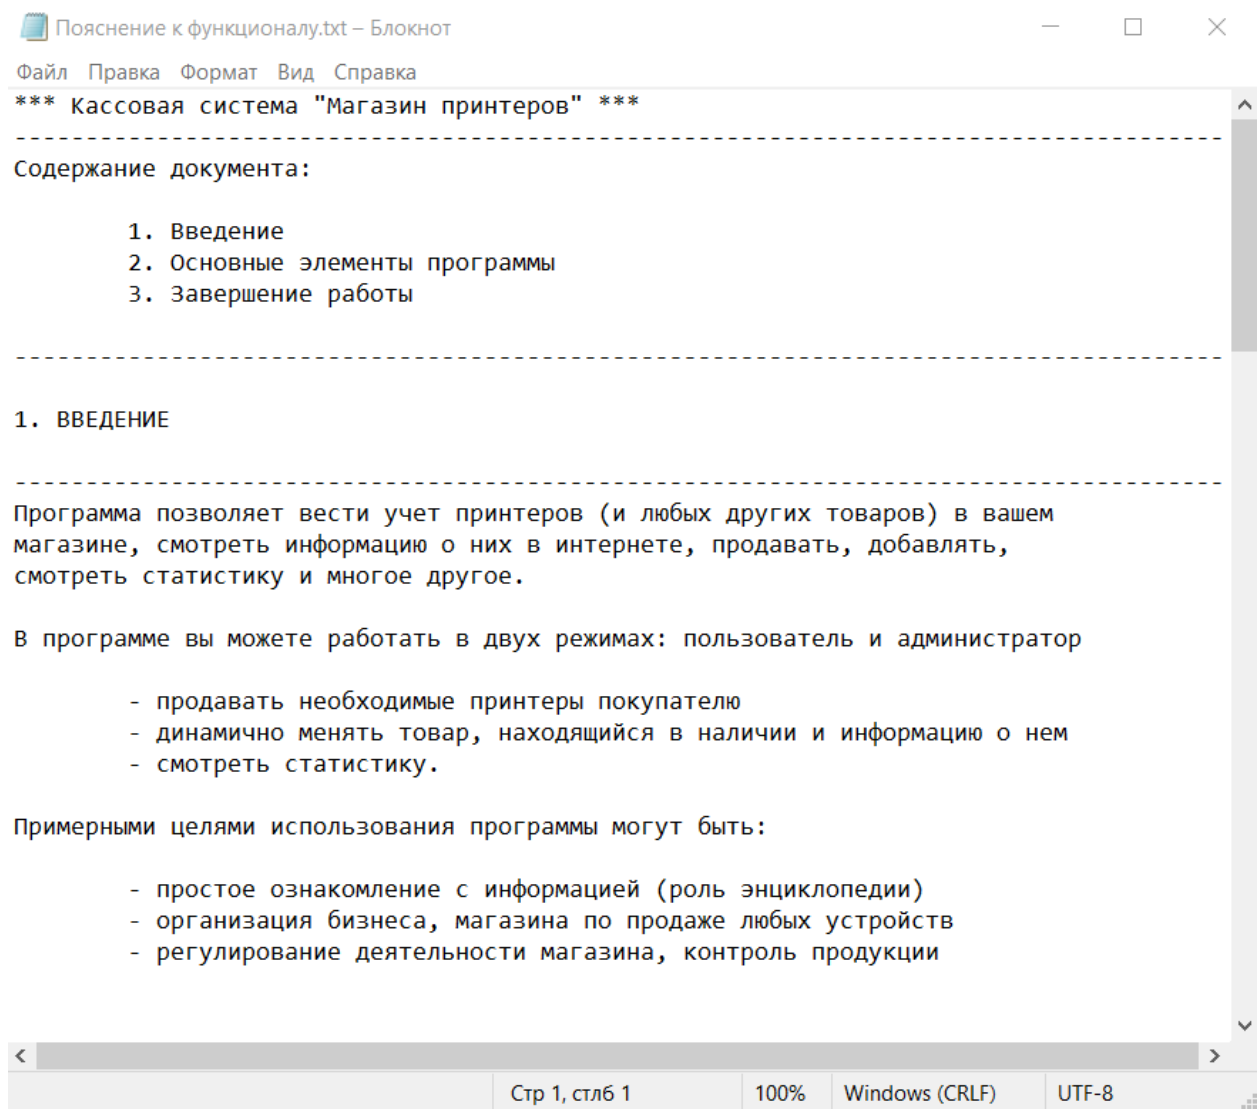 Пояснение к функционалу.txt – Блокнот
Файл Правка Формат Вид Справка
*** Кассовая система "Магазин принтеров" ***
-------------------------------------------------------------------------------------
Содержание документа:
1. Введение
2. Основные элементы программы
3. Завершение работы
-------------------------------------------------------------------------------------
1. ВВЕДЕНИЕ
-------------------------------------------------------------------------------------
Программа позволяет вести учет принтеров (и любых других товаров) в вашем
магазине, смотреть информацию о них в интернете, продавать, добавлять,
смотреть статистику и многое другое.
В программе вы можете работать в двух режимах: пользователь и администратор
- продавать необходимые принтеры покупателю
- динамично менять товар, находящийся в наличии и информацию о нем
- смотреть статистику.
Примерными целями использования программы могут быть:
- простое ознакомление с информацией (роль энциклопедии)
- организация бизнеса, магазина по продаже любых устройств
- регулирование деятельности магазина, контроль продукции
Стр 1, стлб 1 100% Windows (CRLF) UTF-8